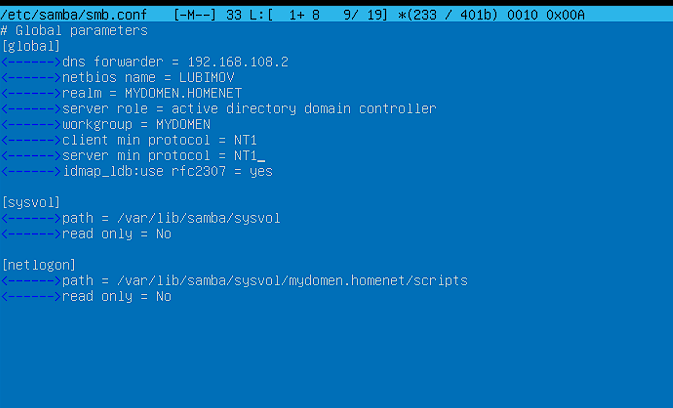 /etc/samba/smb.conf [-M--] 33 L:[ 1+ 8 9/ 19] *(233 / 401b) 0010 0x00A
# Global parameters
[global]
<------>dns forwarder = 192.168.108.2
<------>netbios name = LUBIMOV
<------>realm = MYDOMEN.HOMENET
<------>server role = active directory domain controller
<------>workgroup = MYDOMEN
<------>client min protocol = NT1
<------>server min protocol = NT1_
<------>idmap_ldb:use rfc2307 = yes
[sysvol]
<------>path = /var/lib/samba/sysvol
<------>read only = No
[netlogon]
<------>path = /var/lib/samba/sysvol/mydomen.homenet/scripts
<------>read only = No